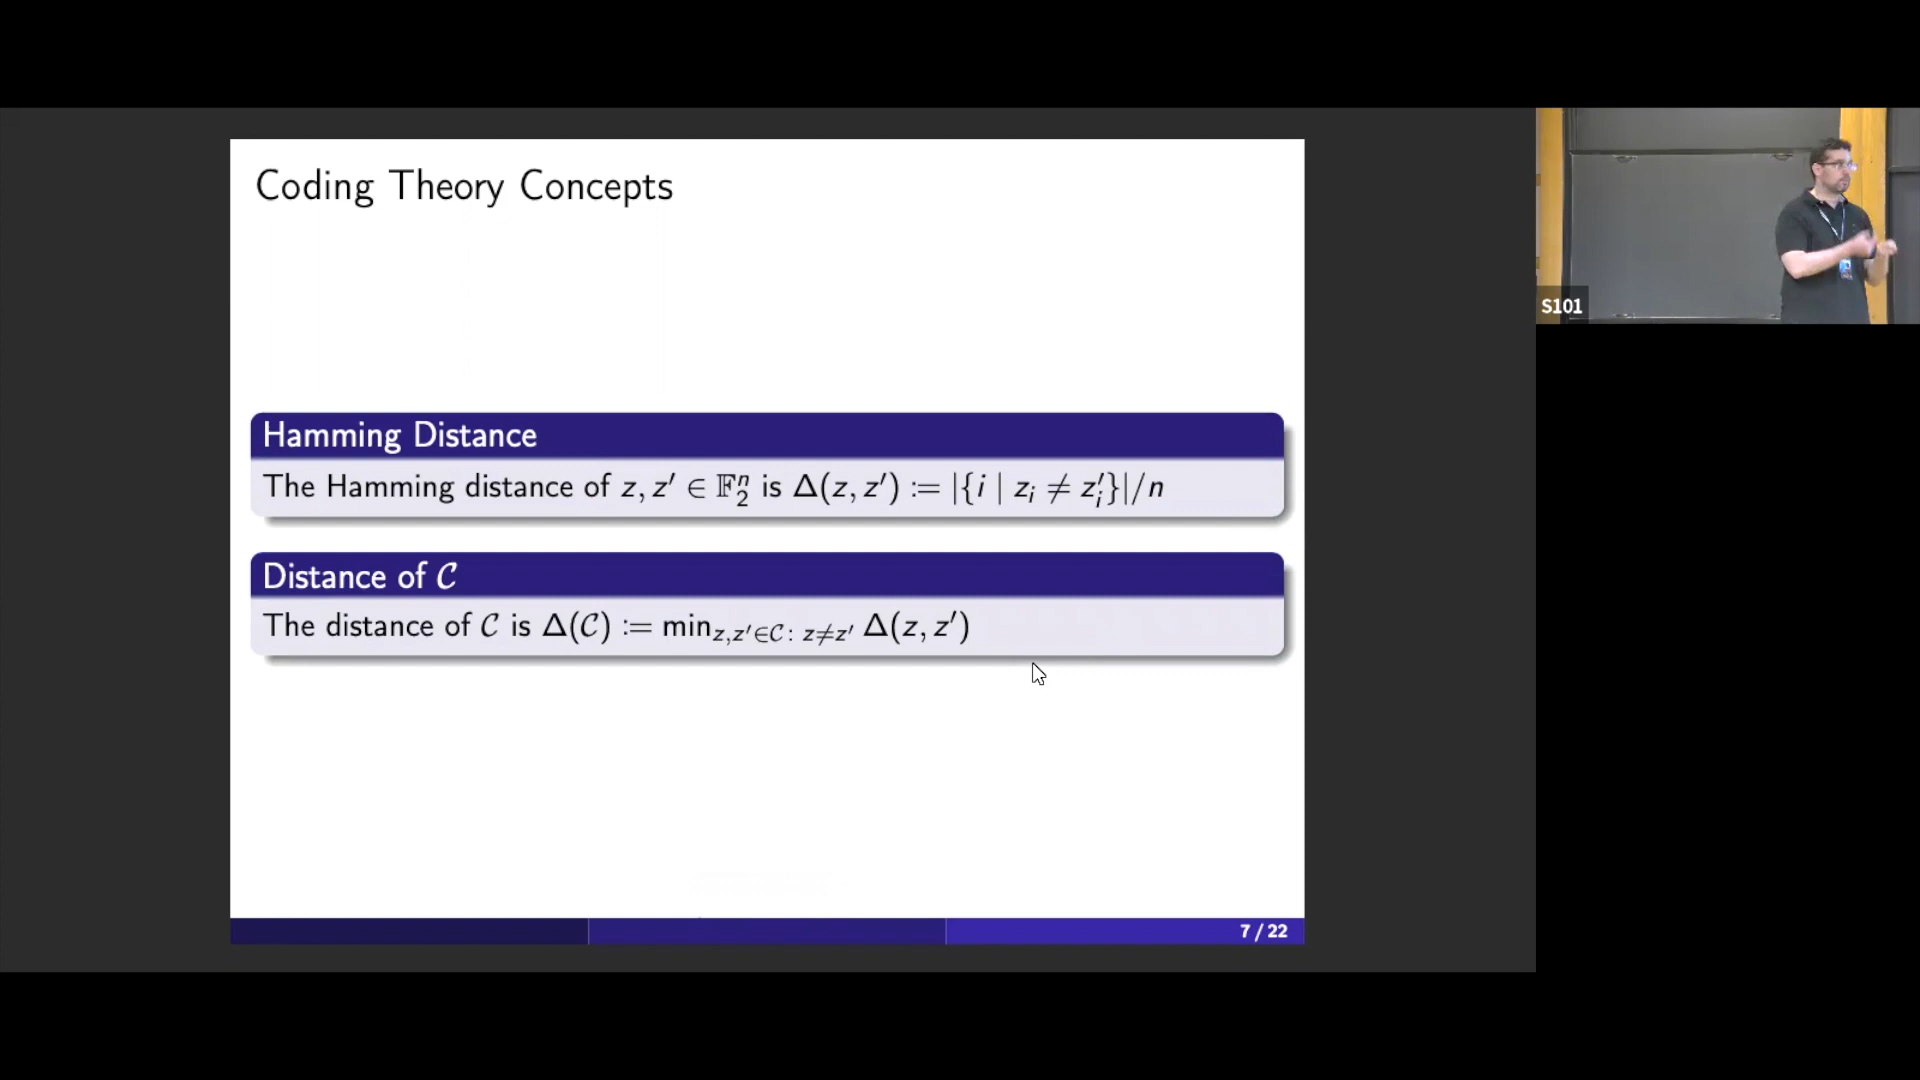 Coding Theory Concepts
Hamming Distance
The Hamming distance of z, z′ ∈ 𝔽₂ⁿ is Δ(z, z′) := |{i | zᵢ ≠ z′ᵢ}|/n
Distance of 𝒞
The distance of 𝒞 is Δ(𝒞) := min_{z,z′∈𝒞: z≠z′} Δ(z, z′)
7 / 22
S101